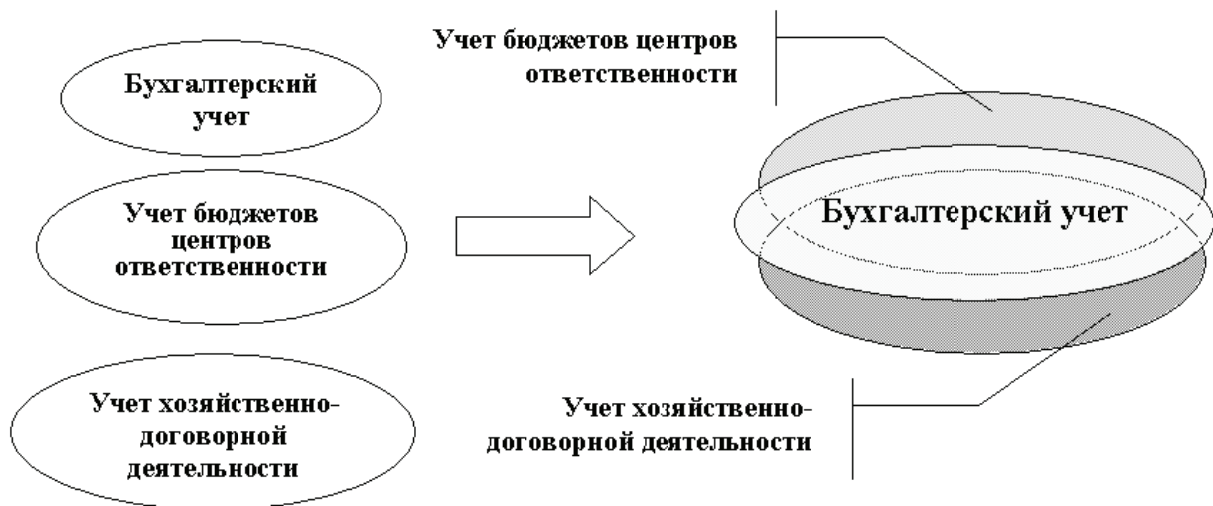 Бухгалтерский
учет
Учет бюджетов
центров
ответственности
Учет хозяйственно-
договорной
деятельности
Учет бюджетов центров
ответственности
Бухгалтерский учет
Учет хозяйственно-
договорной деятельности